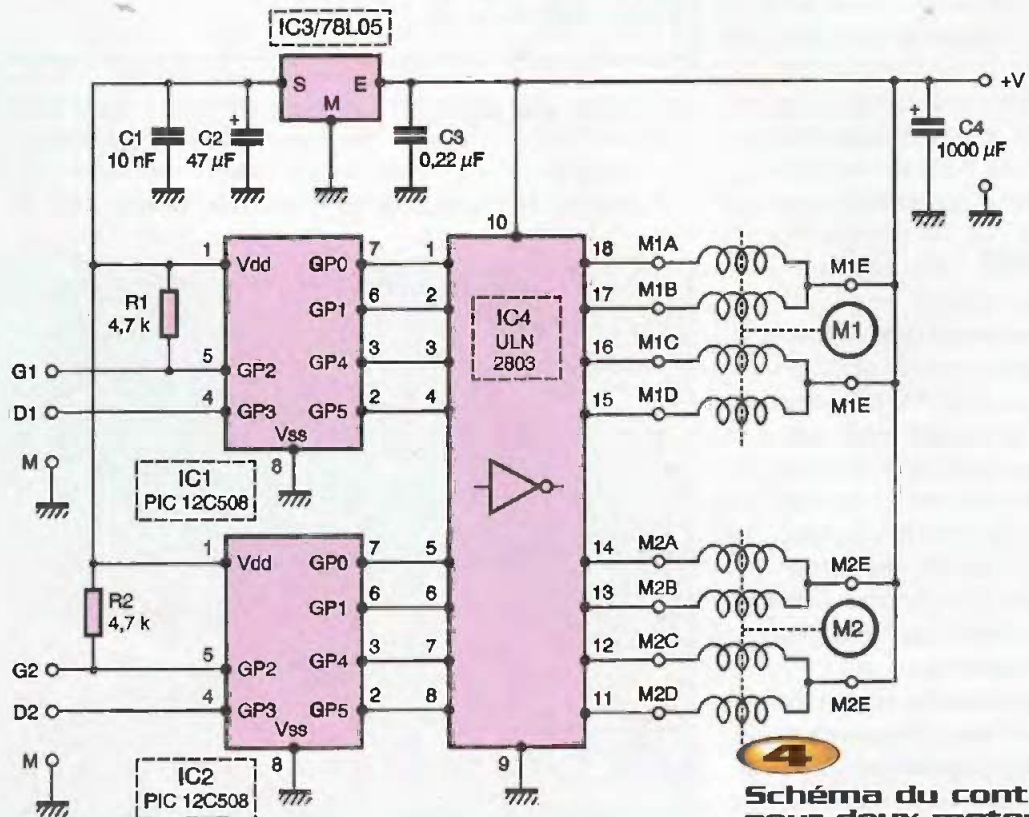 IC3/78L05
S
E
M
+V
C1
10 nF
C2
47 µF
+
C3
0,22 µF
+
C4
1000 µF
R1
4,7 k
1
Vdd
GP0
7
GP1
6
5
GP2
GP4
3
4
GP3
GP5
2
Vss
8
G1
D1
M
IC1
PIC 12C508
10
1
2
3
4
IC4
ULN
2803
18
M1A
17
M1B
M1E
M1
16
M1C
15
M1D
M1E
R2
4,7 k
1
Vdd
GP0
7
GP1
6
5
GP2
GP4
3
4
GP3
GP5
2
Vss
8
G2
D2
M
IC2
PIC 12C508
5
6
7
8
9
14
M2A
13
M2B
M2E
M2
12
M2C
11
M2D
M2E
4
Schéma du cont